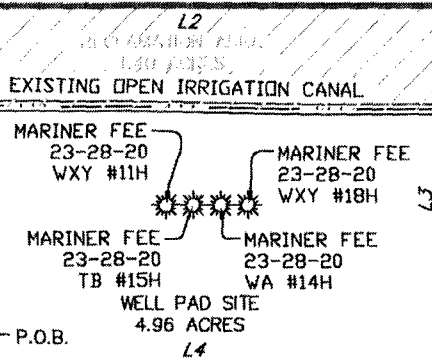 L2
RECLAMATION AREA
EXISTING OPEN IRRIGATION CANAL
MARINER FEE
23-28-20
WXY #11H
MARINER FEE
23-28-20
WXY #18H
L3
MARINER FEE
23-28-20
TB #15H
MARINER FEE
23-28-20
WA #14H
WELL PAD SITE
4.96 ACRES
P.O.B.
L4